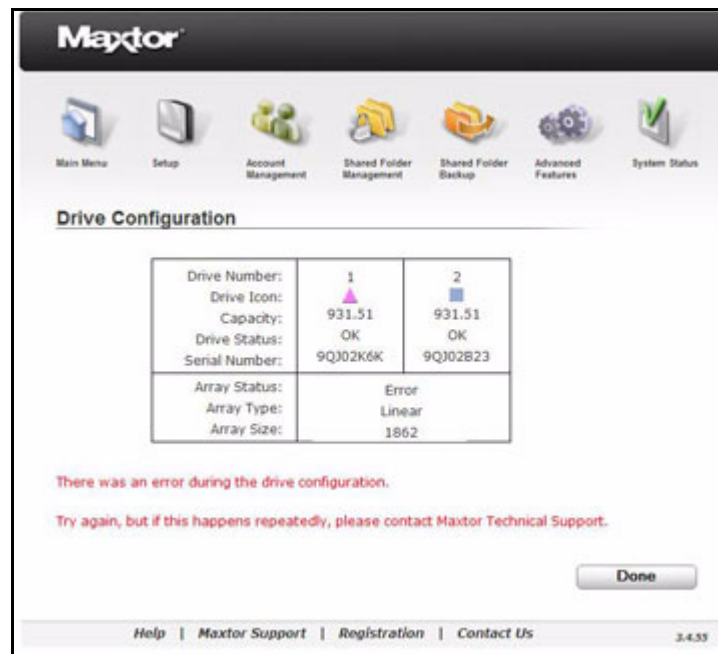 Maxtor
Main Menu
Setup
Account Management
Shared Folder Management
Shared Folder Backup
Advanced Features
System Status
Drive Configuration
Drive Number: 1 2
Drive Icon:
Capacity: 931.51 931.51
Drive Status: OK OK
Serial Number: 9QJ02K6K 9QJ02B23
Array Status: Error
Array Type: Linear
Array Size: 1862
There was an error during the drive configuration.
Try again, but if this happens repeatedly, please contact Maxtor Technical Support.
Done
Help | Maxtor Support | Registration | Contact Us
3.4.55